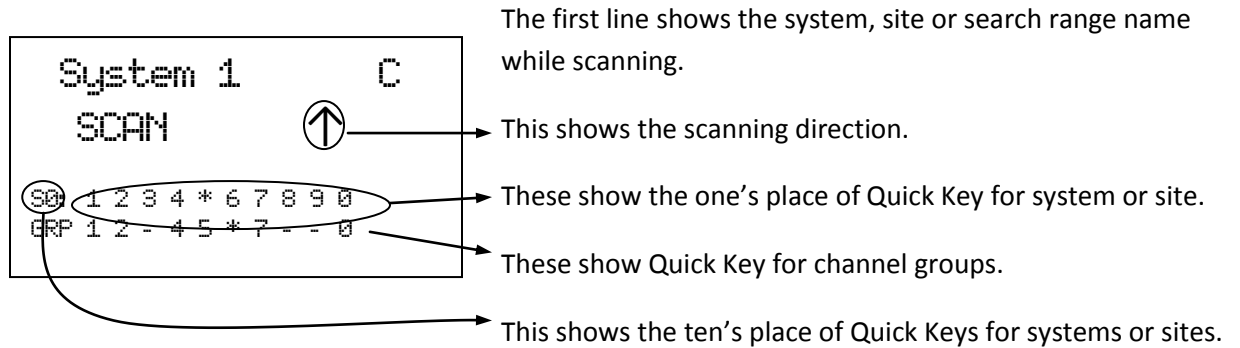 The first line shows the system, site or search range name
while scanning.
System 1 C
SCAN ↑
This shows the scanning direction.
S0: 1 2 3 4 * 6 7 8 9 0
These show the one’s place of Quick Key for system or site.
GRP 1 2 - 4 5 * 7 - - 0
These show Quick Key for channel groups.
This shows the ten’s place of Quick Keys for systems or sites.